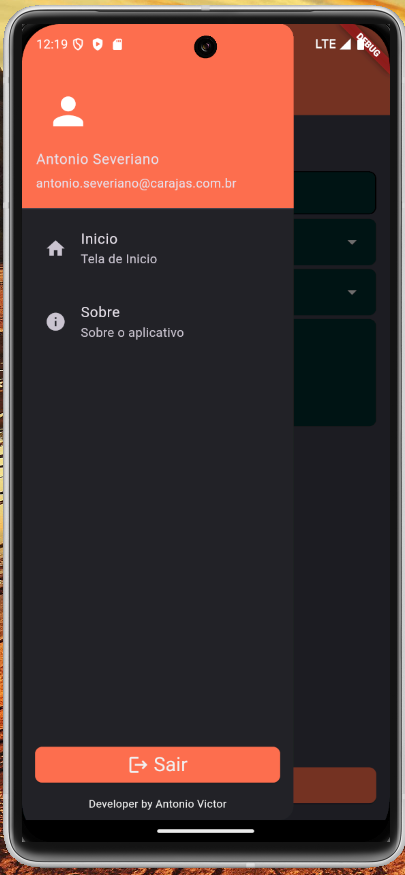 12:19
LTE
DEBUG
Antonio Severiano
antonio.severiano@carajas.com.br
Inicio
Tela de Inicio
Sobre
Sobre o aplicativo
Sair
Developer by Antonio Victor